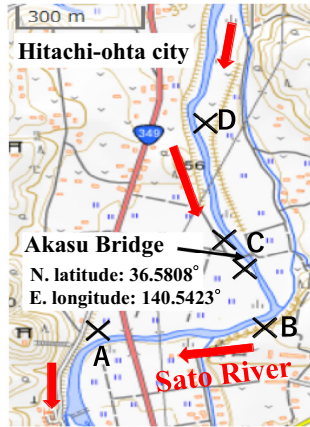 300 m
Hitachi-ohta city
D
349
56
C
Akasu Bridge
N. latitude: 36.5808°
E. longitude: 140.5423°
B
A
Sato River